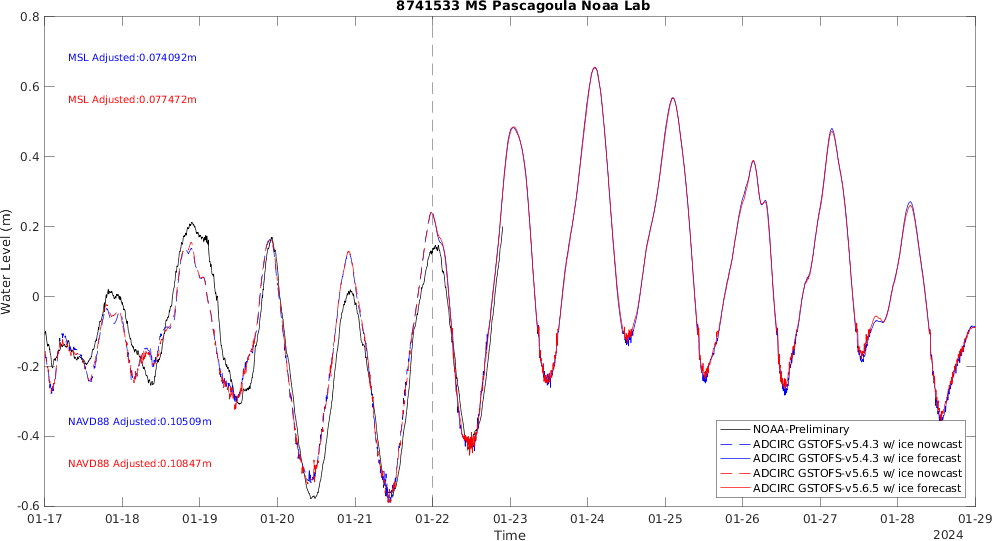 8741533 MS Pascagoula Noaa Lab
0.8
0.6
0.4
0.2
0
-0.2
-0.4
-0.6
Water Level (m)
MSL Adjusted:0.074092m
MSL Adjusted:0.077472m
NAVD88 Adjusted:0.10509m
NAVD88 Adjusted:0.10847m
NOAA-Preliminary
ADCIRC GSTOFS-v5.4.3 w/ ice nowcast
ADCIRC GSTOFS-v5.4.3 w/ ice forecast
ADCIRC GSTOFS-v5.6.5 w/ ice nowcast
ADCIRC GSTOFS-v5.6.5 w/ ice forecast
01-17 01-18 01-19 01-20 01-21 01-22 01-23 01-24 01-25 01-26 01-27 01-28 01-29
Time
2024